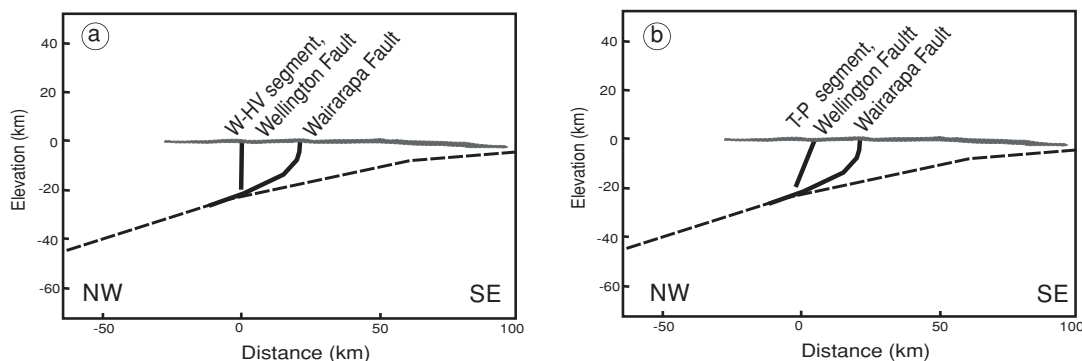 a
W-HV segment,
Wellington Fault
Wairarapa Fault
Elevation (km)
40
20
0
-20
-40
-60
NW
SE
-50
0
50
100
Distance (km)
b
T-P segment,
Wellington Faultt
Wairarapa Fault
Elevation (km)
40
20
0
-20
-40
-60
NW
SE
-50
0
50
100
Distance (km)